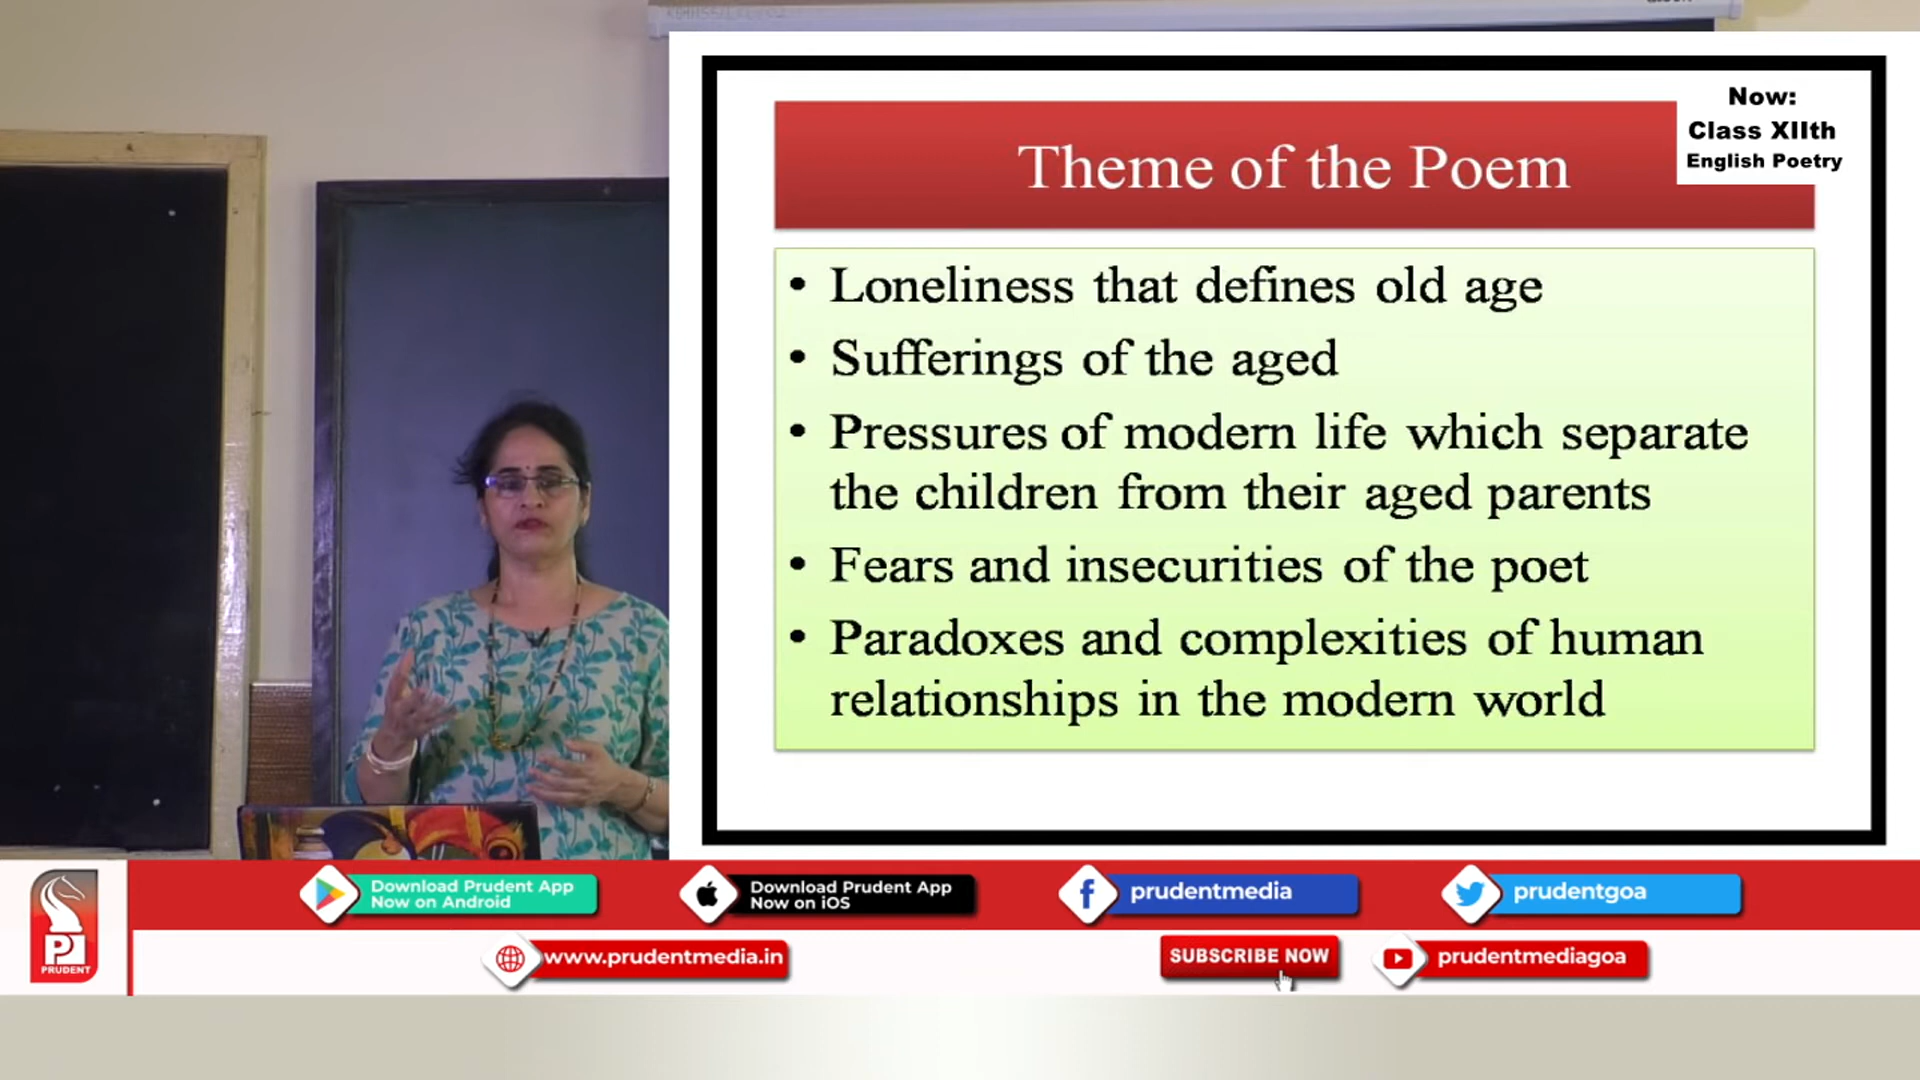 Now:
Class XIIth
English Poetry
Theme of the Poem
• Loneliness that defines old age
• Sufferings of the aged
• Pressures of modern life which separate
the children from their aged parents
• Fears and insecurities of the poet
• Paradoxes and complexities of human
relationships in the modern world
Download Prudent App
Now on Android
Download Prudent App
Now on iOS
prudentmedia
prudentgoa
www.prudentmedia.in
SUBSCRIBE NOW
prudentmediagoa
P
PRUDENT